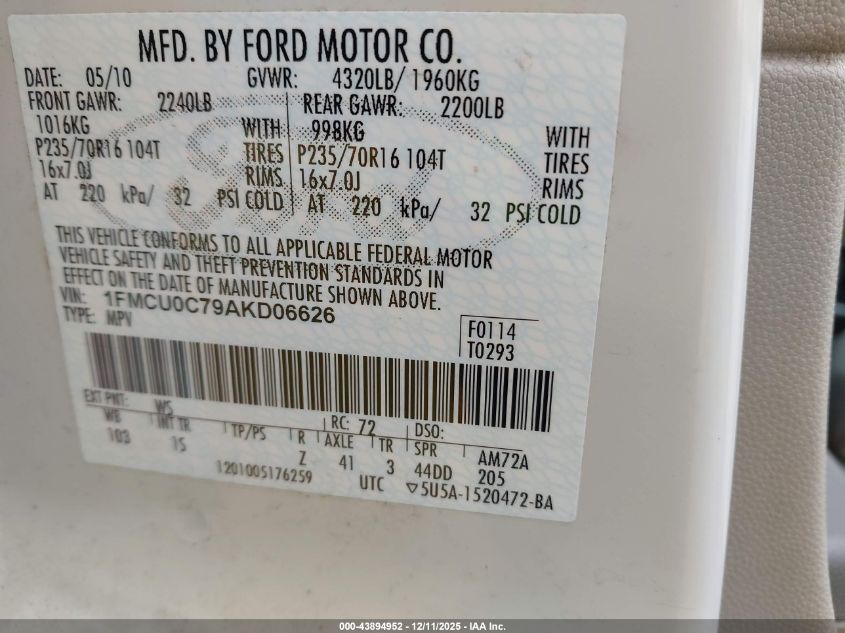 MFD. BY FORD MOTOR CO.
DATE: 05/10 GVWR: 4320LB/ 1960KG
FRONT GAWR: 2240LB REAR GAWR: 2200LB
1016KG WITH 998KG WITH
P235/70R16 104T TIRES P235/70R16 104T TIRES
16x7.0J RIMS 16x7.0J RIMS
AT 220 kPa/ 32 PSI COLD AT 220 kPa/ 32 PSI COLD
THIS VEHICLE CONFORMS TO ALL APPLICABLE FEDERAL MOTOR
VEHICLE SAFETY AND THEFT PREVENTION STANDARDS IN
EFFECT ON THE DATE OF MANUFACTURE SHOWN ABOVE.
VIN: 1FMCU0C79AKD06626
TYPE: MPV
F0114
T0293
EXT PNT: WS RC: 72 DSO:
WB INT TR TP/PS R AXLE TR SPR AM72A
103 15 Z 41 3 44DD 205
1201005176259 UTC ▽5U5A-1520472-BA
Ford
000-43894952 - 12/11/2025 - IAA Inc.